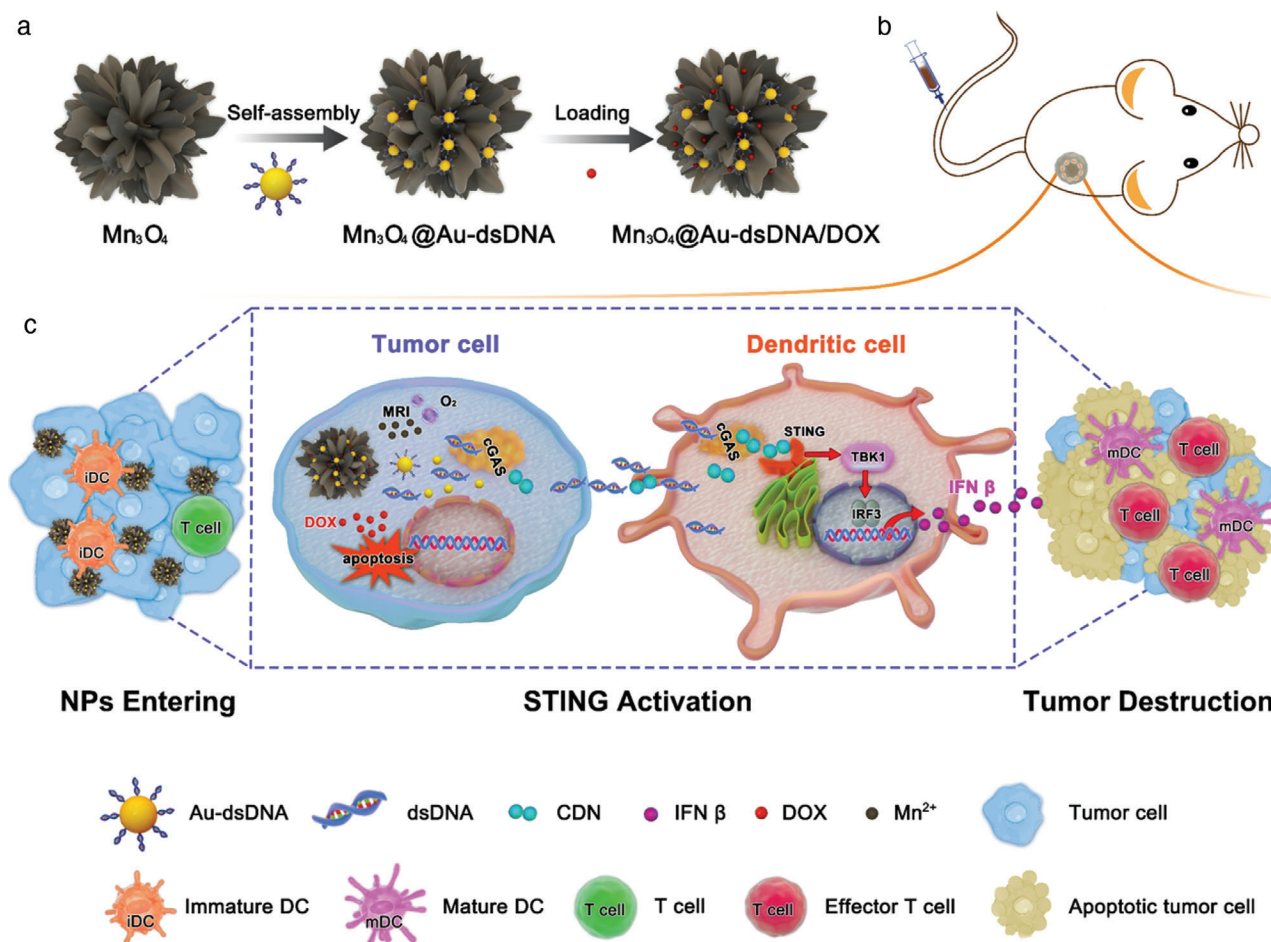 a
Self-assembly
Loading
Mn₃O₄
Mn₃O₄@Au-dsDNA
Mn₃O₄@Au-dsDNA/DOX
b
c
Tumor cell
Dendritic cell
iDC
iDC
T cell
MRI
O₂
cGAS
DOX
apoptosis
cGAS
STING
TBK1
IRF3
IFN β
mDC
T cell
T cell
mDC
T cell
NPs Entering
STING Activation
Tumor Destruction
Au-dsDNA
dsDNA
CDN
IFN β
DOX
Mn²⁺
Tumor cell
iDC
Immature DC
mDC
Mature DC
T cell
T cell
T cell
Effector T cell
Apoptotic tumor cell